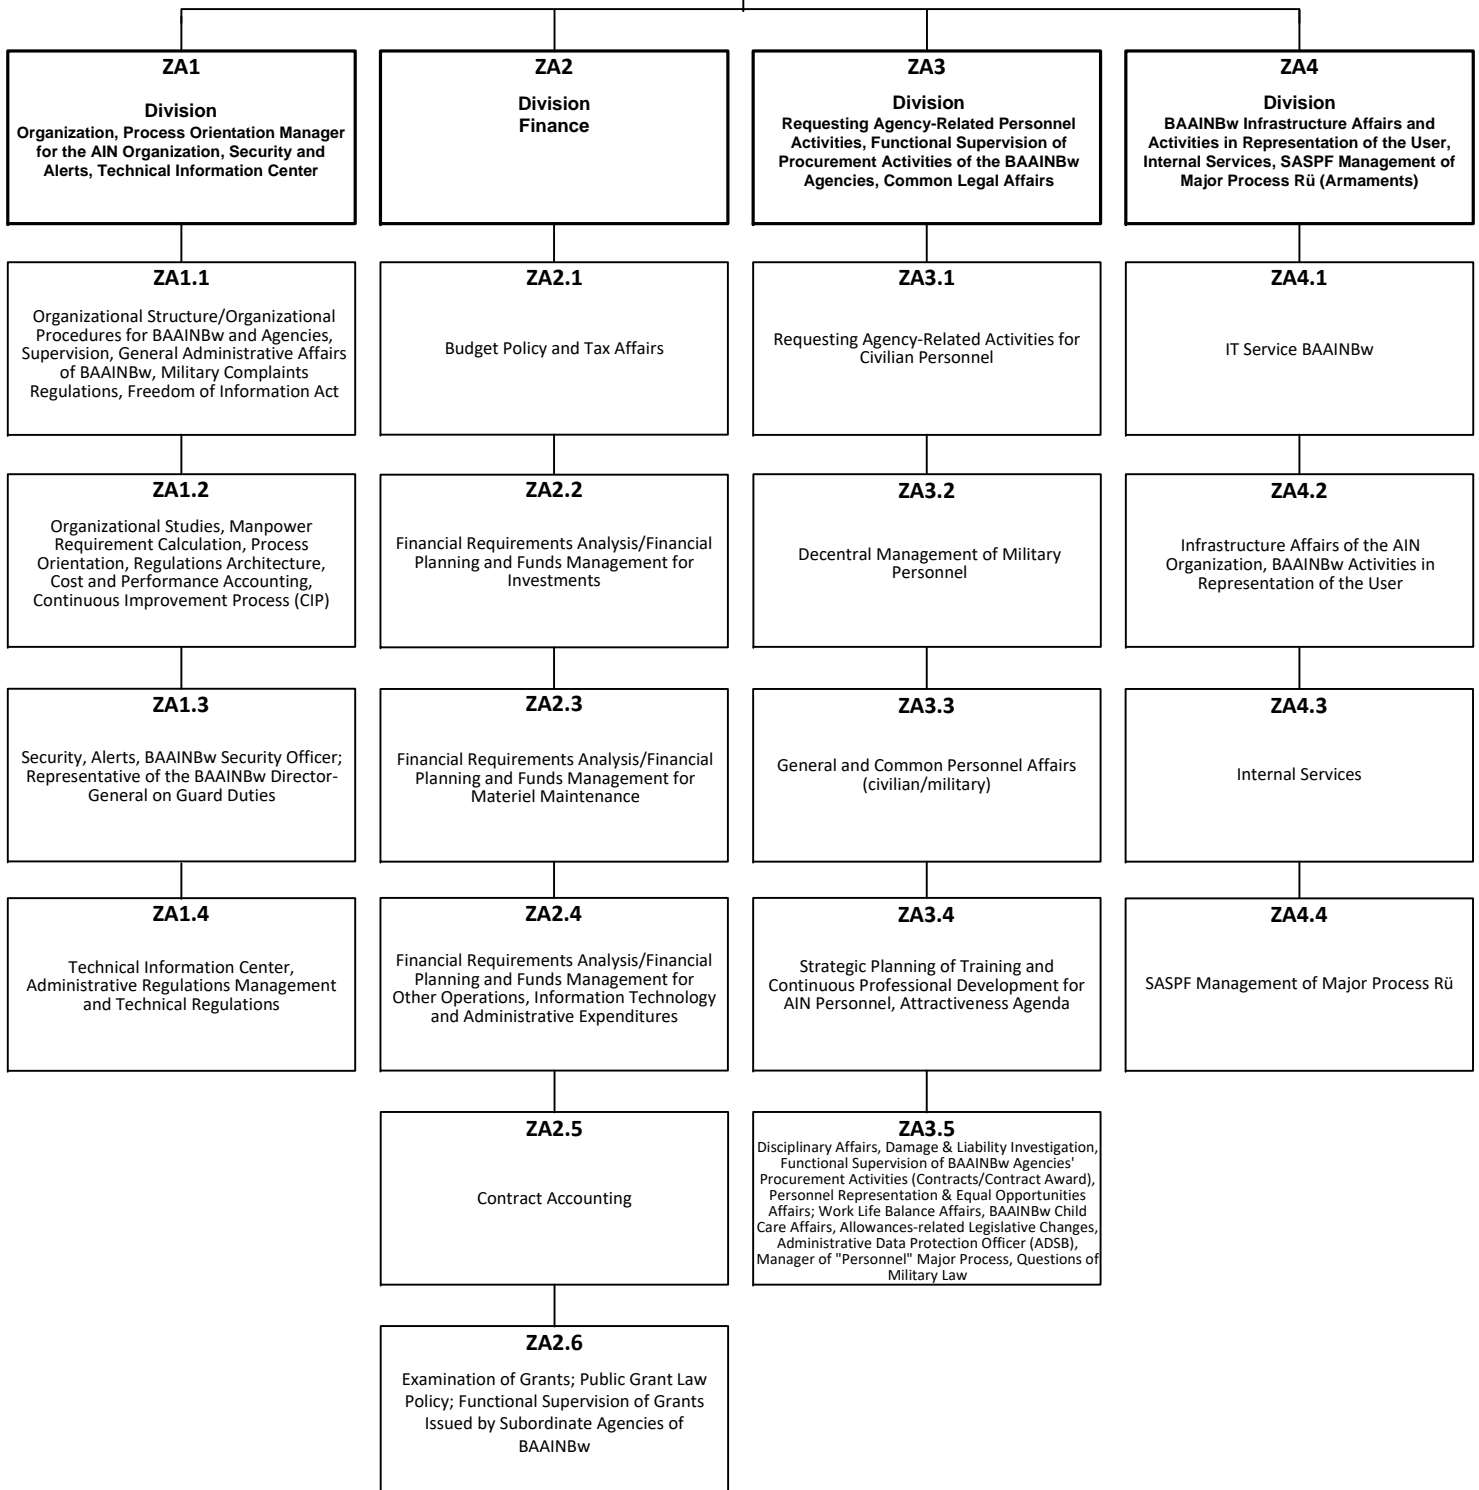 ZA1
Division
Organization, Process Orientation Manager
for the AIN Organization, Security and
Alerts, Technical Information Center
ZA2
Division
Finance
ZA3
Division
Requesting Agency-Related Personnel
Activities, Functional Supervision of
Procurement Activities of the BAAINBw
Agencies, Common Legal Affairs
ZA4
Division
BAAINBw Infrastructure Affairs and
Activities in Representation of the User,
Internal Services, SASPF Management of
Major Process Rü (Armaments)
ZA1.1
Organizational Structure/Organizational
Procedures for BAAINBw and Agencies,
Supervision, General Administrative Affairs
of BAAINBw, Military Complaints
Regulations, Freedom of Information Act
ZA2.1
Budget Policy and Tax Affairs
ZA3.1
Requesting Agency-Related Activities for
Civilian Personnel
ZA4.1
IT Service BAAINBw
ZA1.2
Organizational Studies, Manpower
Requirement Calculation, Process
Orientation, Regulations Architecture,
Cost and Performance Accounting,
Continuous Improvement Process (CIP)
ZA2.2
Financial Requirements Analysis/Financial
Planning and Funds Management for
Investments
ZA3.2
Decentral Management of Military
Personnel
ZA4.2
Infrastructure Affairs of the AIN
Organization, BAAINBw Activities in
Representation of the User
ZA1.3
Security, Alerts, BAAINBw Security Officer;
Representative of the BAAINBw Director-
General on Guard Duties
ZA2.3
Financial Requirements Analysis/Financial
Planning and Funds Management for
Materiel Maintenance
ZA3.3
General and Common Personnel Affairs
(civilian/military)
ZA4.3
Internal Services
ZA1.4
Technical Information Center,
Administrative Regulations Management
and Technical Regulations
ZA2.4
Financial Requirements Analysis/Financial
Planning and Funds Management for
Other Operations, Information Technology
and Administrative Expenditures
ZA3.4
Strategic Planning of Training and
Continuous Professional Development for
AIN Personnel, Attractiveness Agenda
ZA4.4
SASPF Management of Major Process Rü
ZA2.5
Contract Accounting
ZA3.5
Disciplinary Affairs, Damage & Liability Investigation,
Functional Supervision of BAAINBw Agencies'
Procurement Activities (Contracts/Contract Award),
Personnel Representation & Equal Opportunities
Affairs; Work Life Balance Affairs, BAAINBw Child
Care Affairs, Allowances-related Legislative Changes,
Administrative Data Protection Officer (ADSB),
Manager of "Personnel" Major Process, Questions of
Military Law
ZA2.6
Examination of Grants; Public Grant Law
Policy; Functional Supervision of Grants
Issued by Subordinate Agencies of
BAAINBw